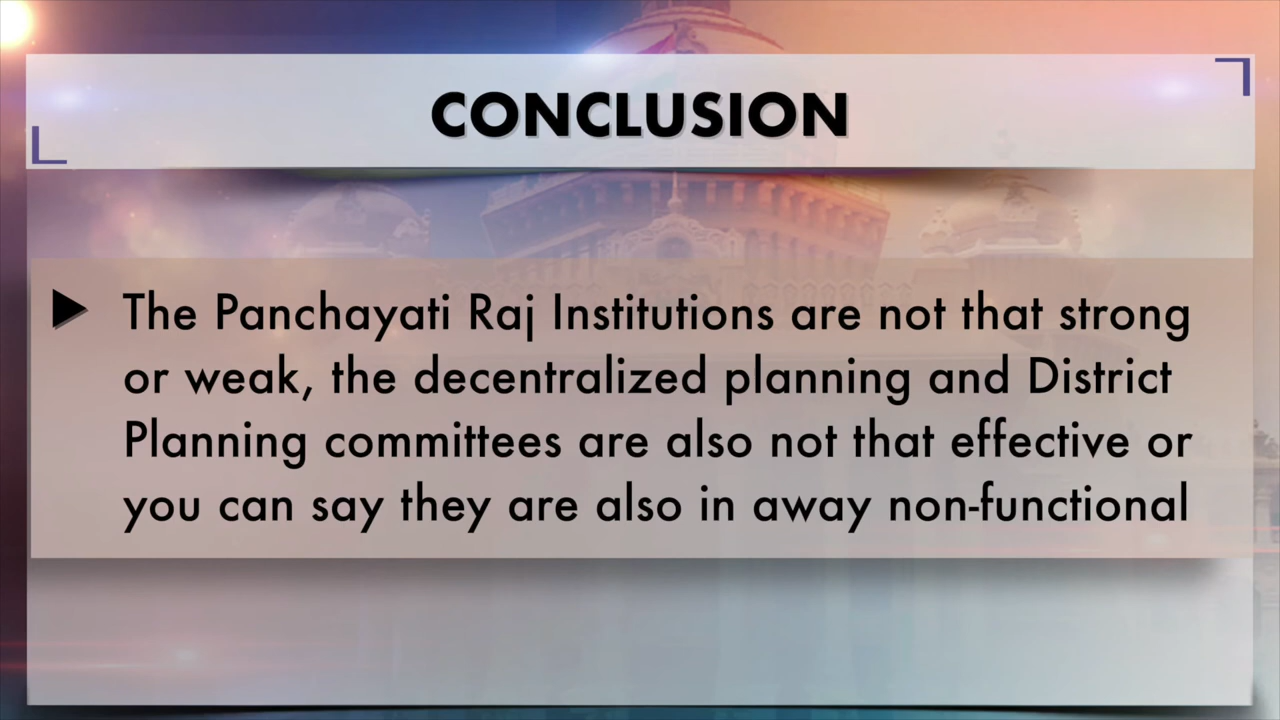 CONCLUSION
The Panchayati Raj Institutions are not that strong
or weak, the decentralized planning and District
Planning committees are also not that effective or
you can say they are also in away non-functional